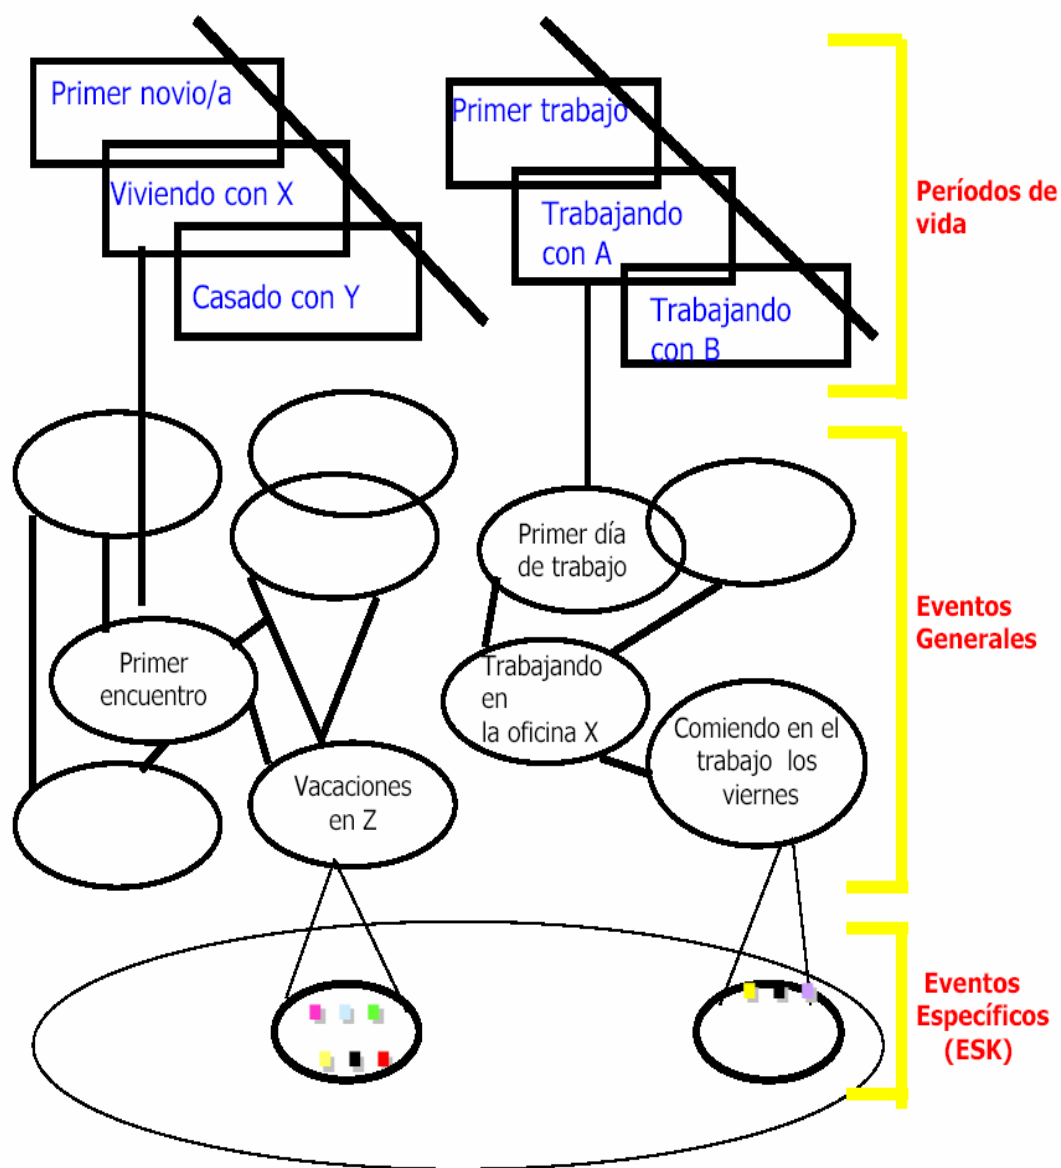 Primer novio/a
Viviendo con X
Casado con Y
Primer trabajo
Trabajando
con A
Trabajando
con B
Períodos de
vida
Primer día
de trabajo
Primer
encuentro
Trabajando
en
la oficina X
Vacaciones
en Z
Comiendo en el
trabajo los
viernes
Eventos
Generales
Eventos
Específicos
(ESK)